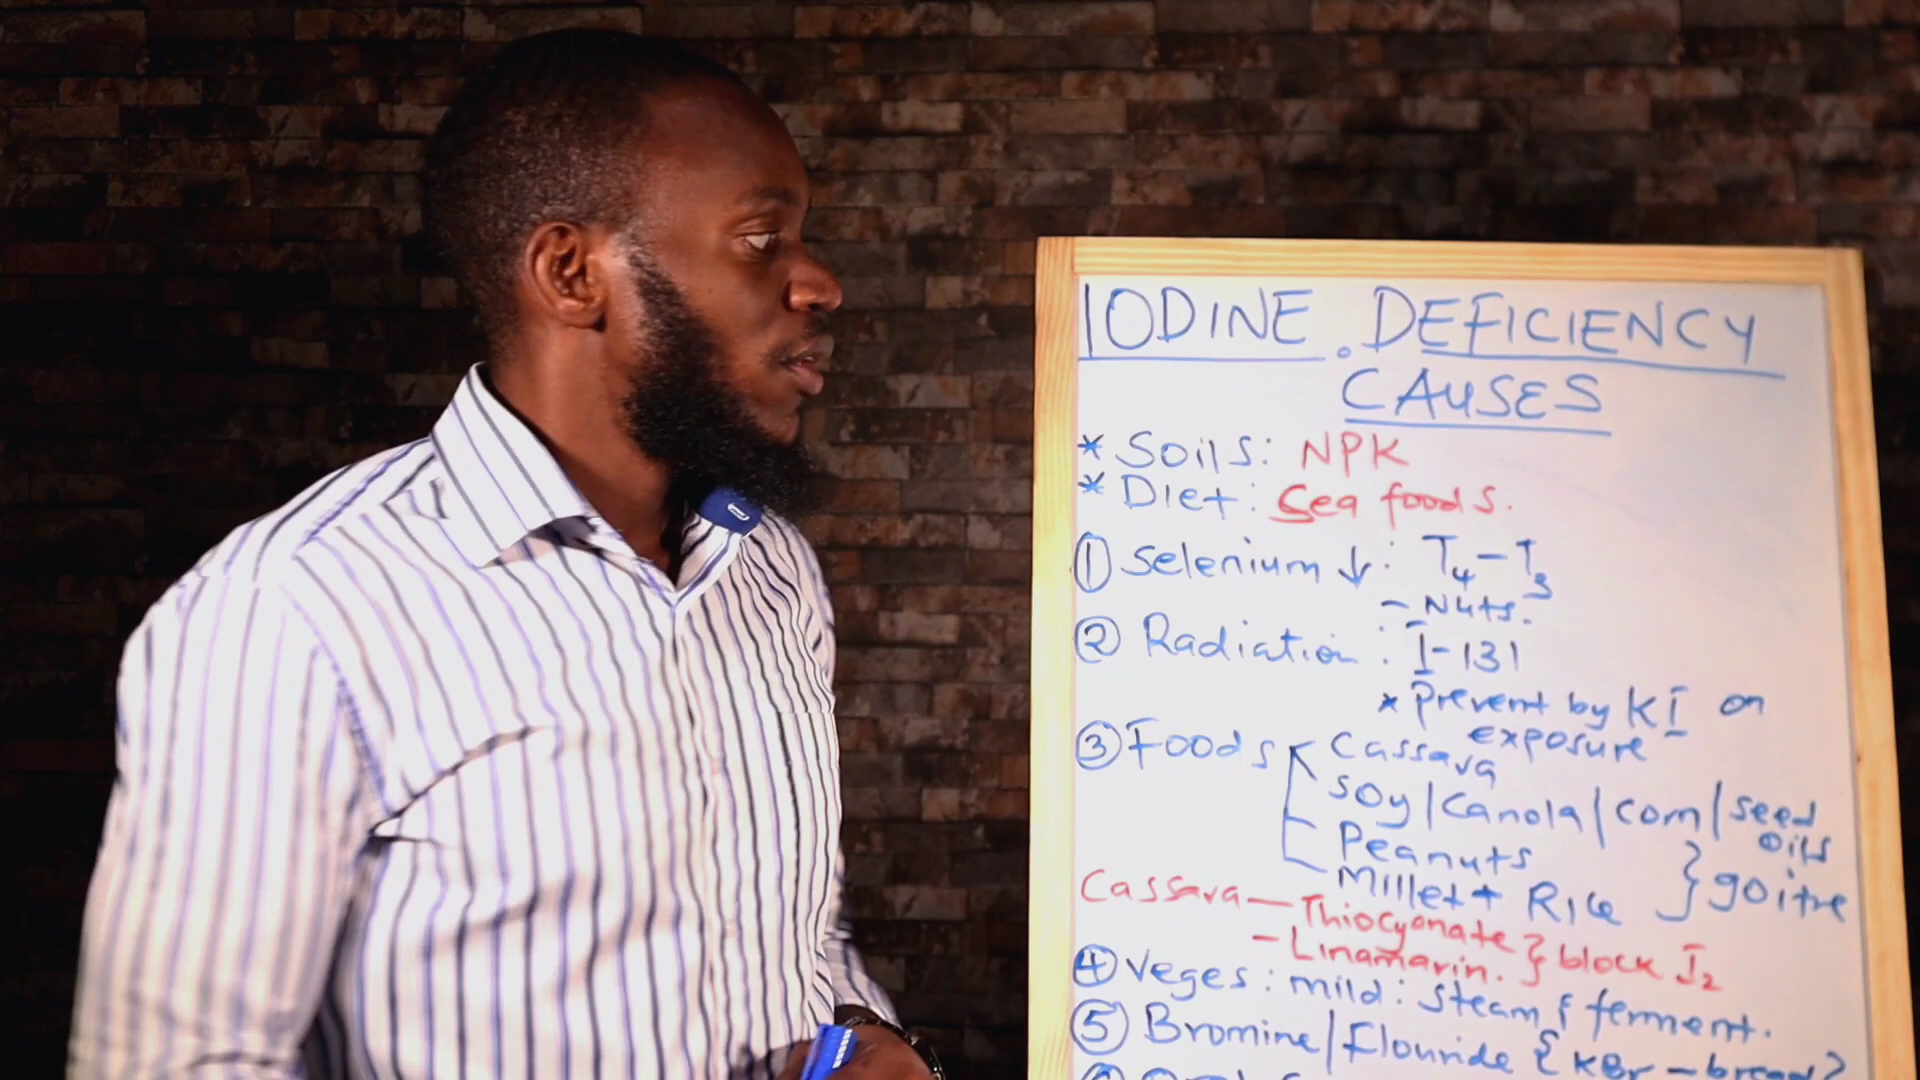 IODINE DEFICIENCY
CAUSES
* Soils: NPK
* Diet: Sea foods.
① Selenium ↓: T4 - T3
- Nuts.
② Radiation: I-131
* Prevent by KI on
exposure
③ Foods Cassava
Soy/Canola/Corn/Seed
oils
Peanuts
Millet + Rice } goitre
Cassava - Thiocyanate
- Linamarin. } block I2
④ Veges: mild: Steam & ferment.
⑤ Bromine/Flouride { KBr - bread }